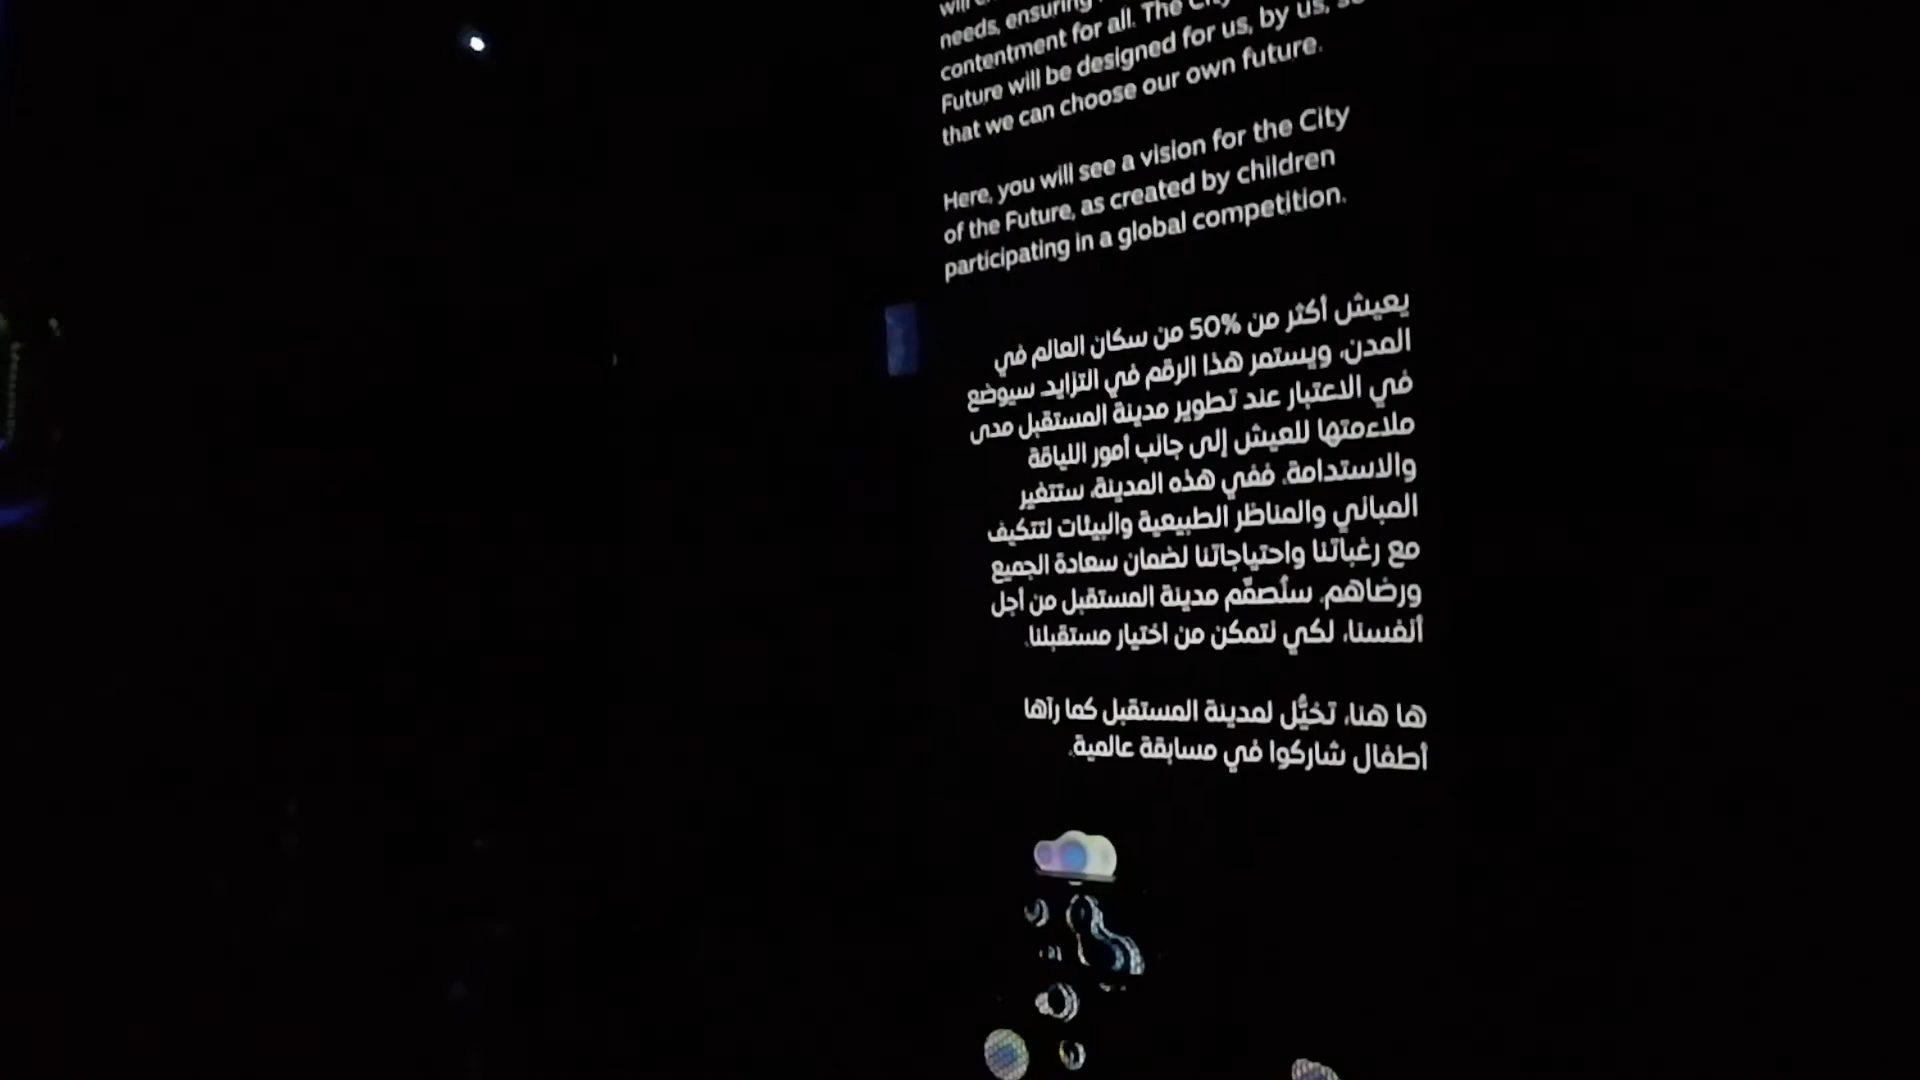 needs, ensuring
contentment for all. The City
Future will be designed for us, by us, so
that we can choose our own future.
Here, you will see a vision for the City
of the Future, as created by children
participating in a global competition.
يعيش أكثر من 50% من سكان العالم في
المدن، ويستمر هذا الرقم في التزايد. سيوضع
في الاعتبار عند تطوير مدينة المستقبل مدى
ملاءمتها للعيش إلى جانب أمور اللياقة
والاستدامة. ففي هذه المدينة، ستتغير
المباني والمناظر الطبيعية والبيئات لتتكيف
مع رغباتنا واحتياجاتنا لضمان سعادة الجميع
ورضاهم. ستُصمَّم مدينة المستقبل من أجل
أنفسنا، لكي نتمكن من اختيار مستقبلنا.
ها هنا، تخيُّل لمدينة المستقبل كما رآها
أطفال شاركوا في مسابقة عالمية.